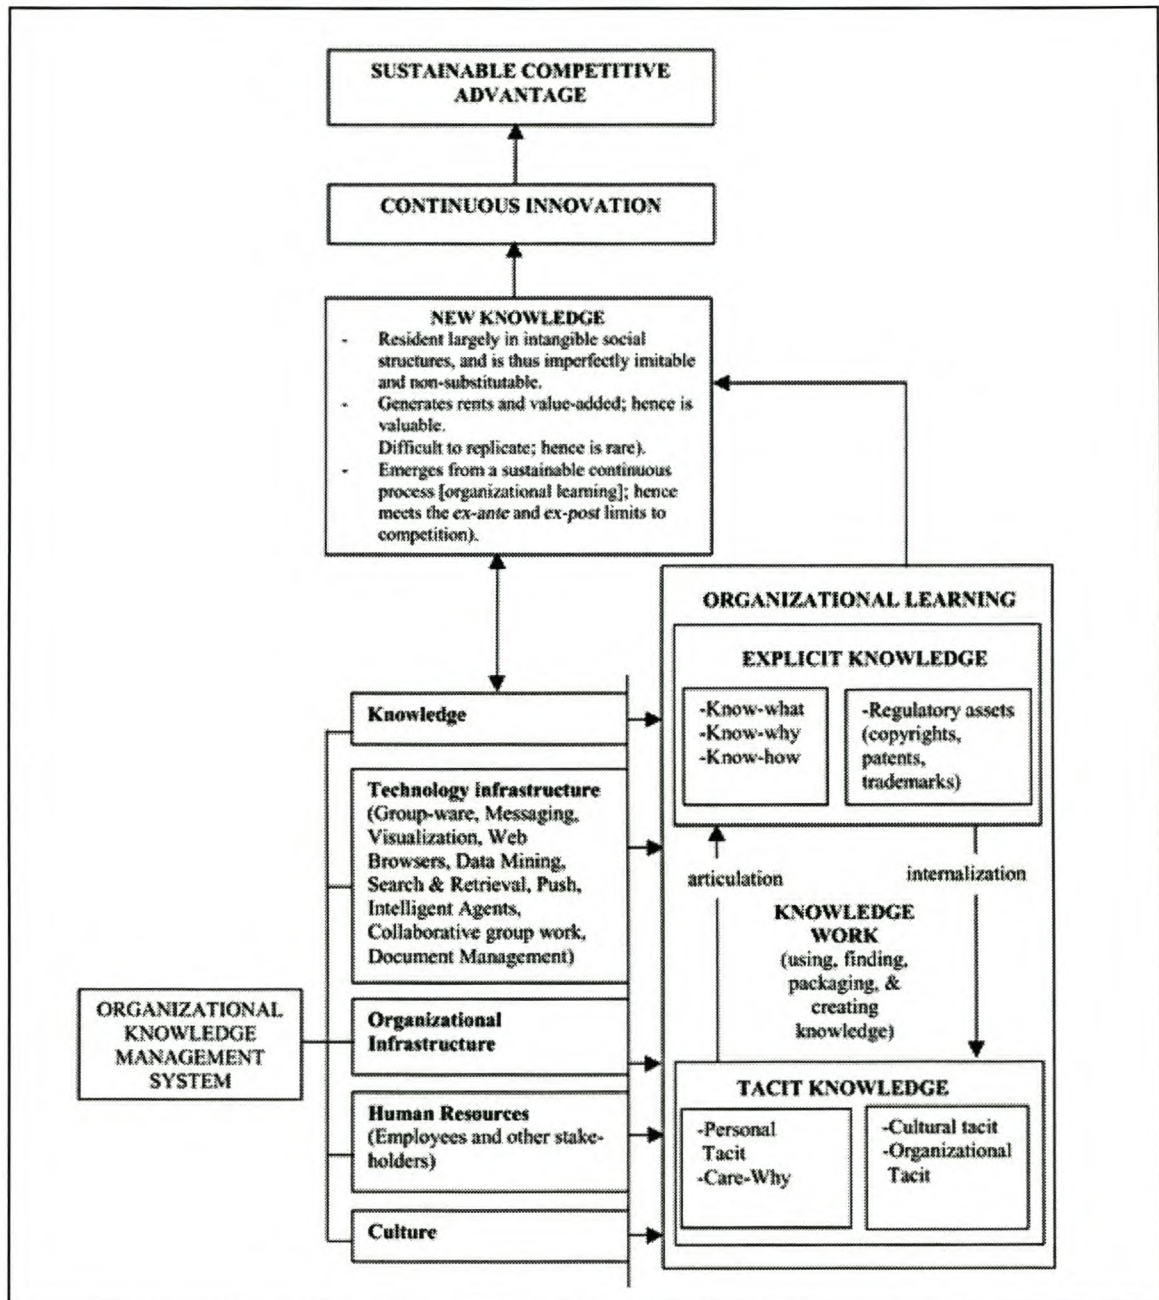 SUSTAINABLE COMPETITIVE
ADVANTAGE
CONTINUOUS INNOVATION
NEW KNOWLEDGE
- Resident largely in intangible social
structures, and is thus imperfectly imitable
and non-substitutable.
- Generates rents and value-added; hence is
valuable.
Difficult to replicate; hence is rare).
- Emerges from a sustainable continuous
process [organizational learning]; hence
meets the ex-ante and ex-post limits to
competition).
ORGANIZATIONAL KNOWLEDGE
MANAGEMENT
SYSTEM
Knowledge
Technology infrastructure
(Group-ware, Messaging,
Visualization, Web
Browsers, Data Mining,
Search & Retrieval, Push,
Intelligent Agents,
Collaborative group work,
Document Management)
Organizational
Infrastructure
Human Resources
(Employees and other stake-
holders)
Culture
ORGANIZATIONAL LEARNING
EXPLICIT KNOWLEDGE
-Know-what
-Know-why
-Know-how
-Regulatory assets
(copyrights,
patents,
trademarks)
articulation
internalization
KNOWLEDGE
WORK
(using, finding,
packaging, &
creating
knowledge)
TACIT KNOWLEDGE
-Personal
Tacit
-Care-Why
-Cultural tacit
-Organizational
Tacit